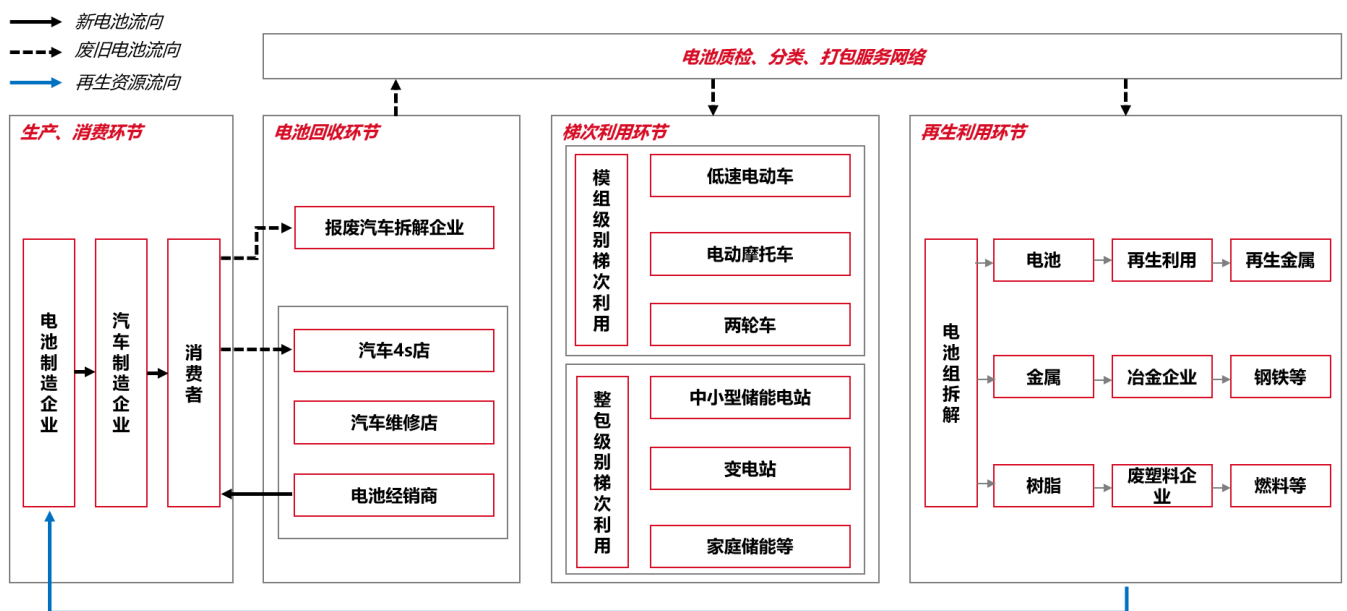 新电池流向
废旧电池流向
再生资源流向
电池质检、分类、打包服务网络
生产、消费环节
电池制造企业
汽车制造企业
消费者
电池回收环节
报废汽车拆解企业
汽车4s店
汽车维修店
电池经销商
梯次利用环节
模组级别梯次利用
低速电动车
电动摩托车
两轮车
整包级别梯次利用
中小型储能电站
变电站
家庭储能等
再生利用环节
电池组拆解
电池
再生利用
再生金属
金属
冶金企业
钢铁等
树脂
废塑料企
业
燃料等